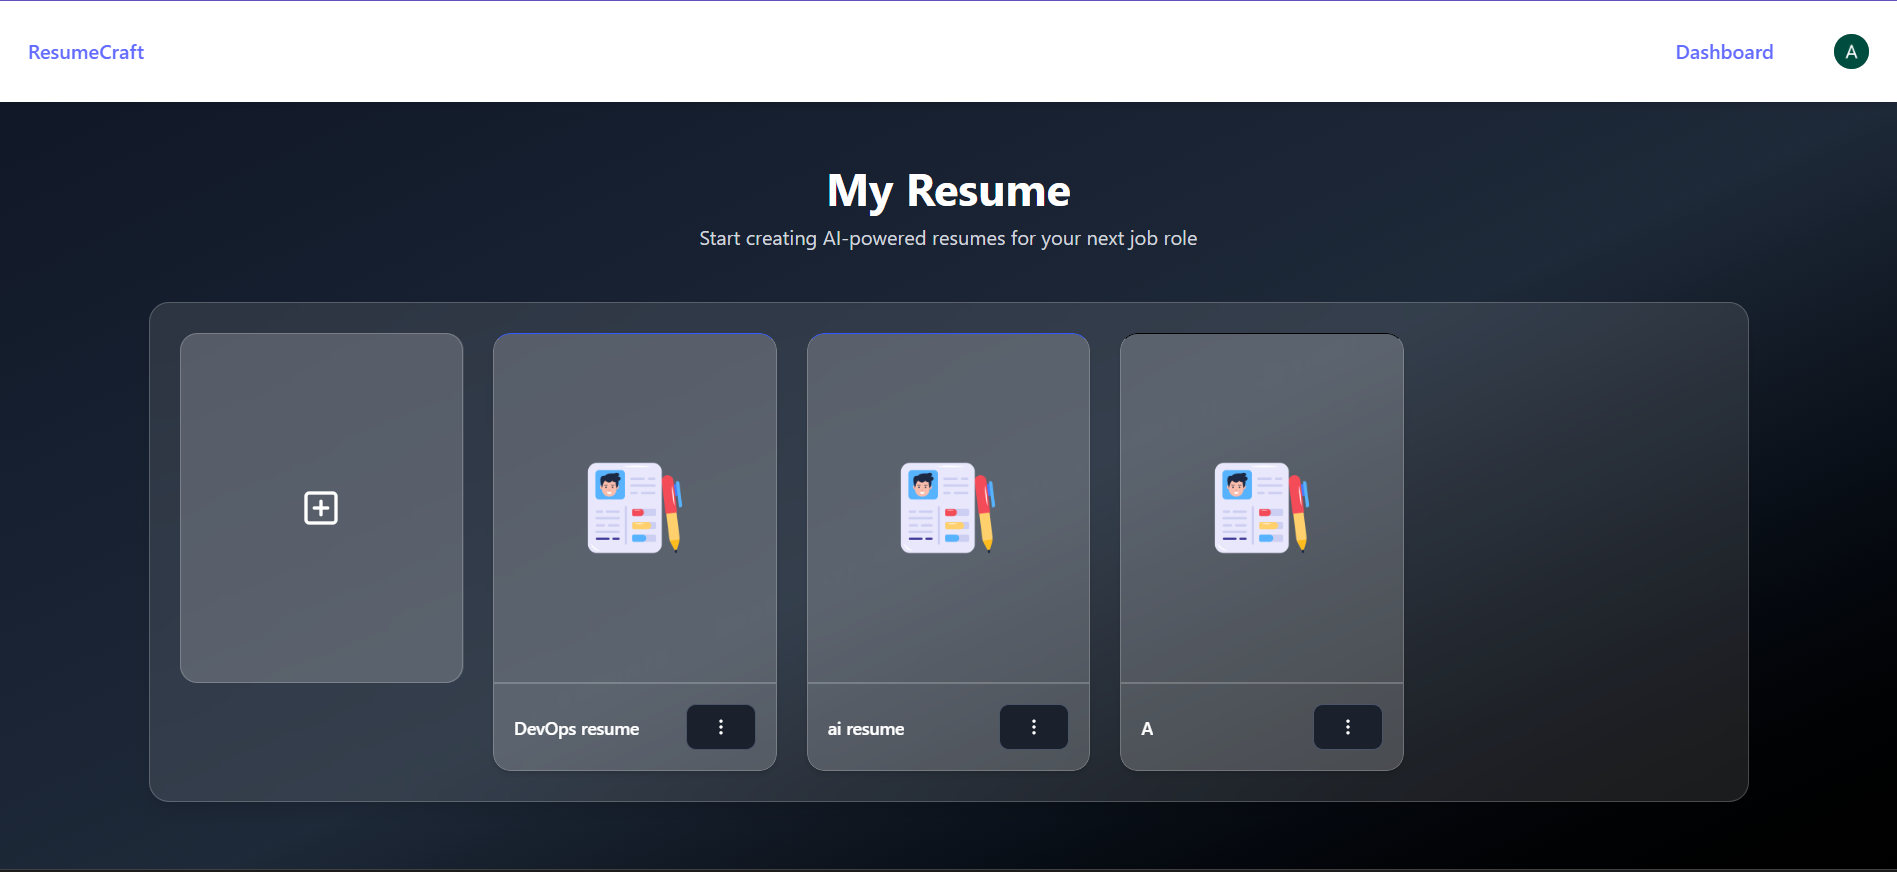 ResumeCraft
Dashboard
A
My Resume
Start creating AI-powered resumes for your next job role
DevOps resume
ai resume
A